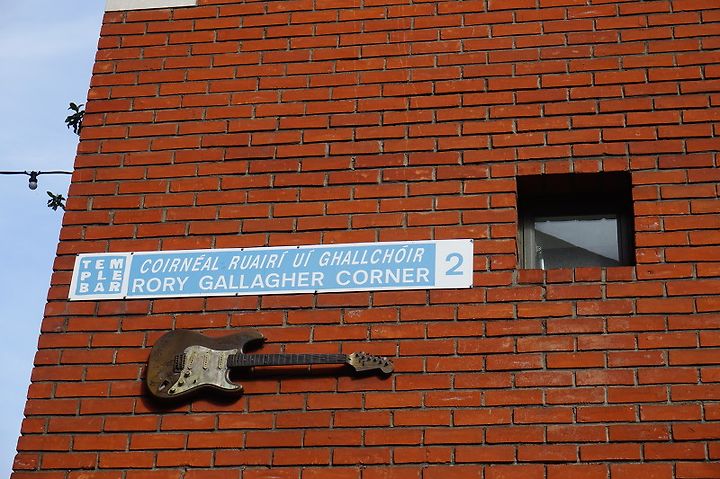 TEM
PLE
BAR
COIRNÉAL RUAIRÍ UÍ GHALLCHÓIR
RORY GALLAGHER CORNER
2